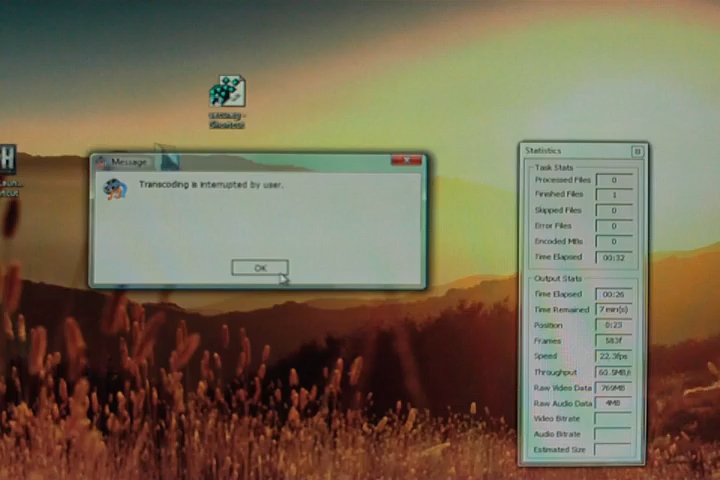 Shortcut
H
Message
Transcoding is interrupted by user.
OK
Statistics
Task Stats
Processed Files 0
Finished Files 1
Skipped Files 0
Error Files 0
Encoded MBs 0
Time Elapsed 00:32
Output Stats
Time Elapsed 00:26
Time Remained 7 min(s)
Position 0:23
Frames 583f
Speed 22.3fps
Throughput
Raw Video Data 769MB
Raw Audio Data 4MB
Video Bitrate
Audio Bitrate
Estimated Size